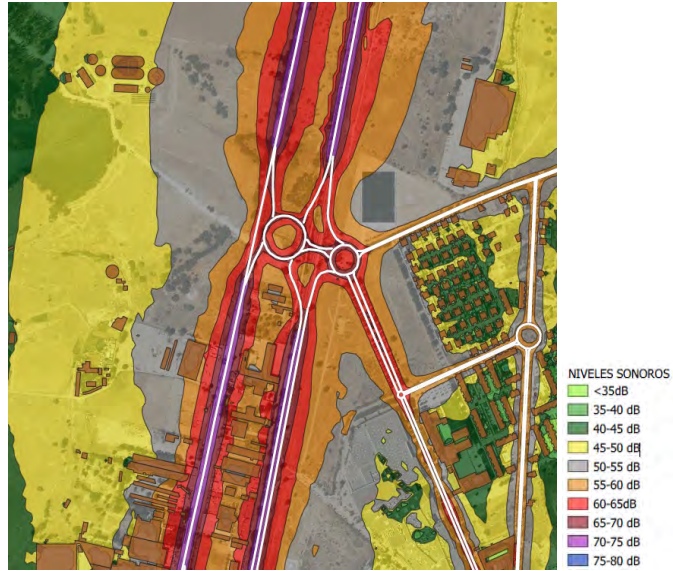 NIVELES SONOROS
<35dB
35-40 dB
40-45 dB
45-50 dB
50-55 dB
55-60 dB
60-65dB
65-70 dB
70-75 dB
75-80 dB